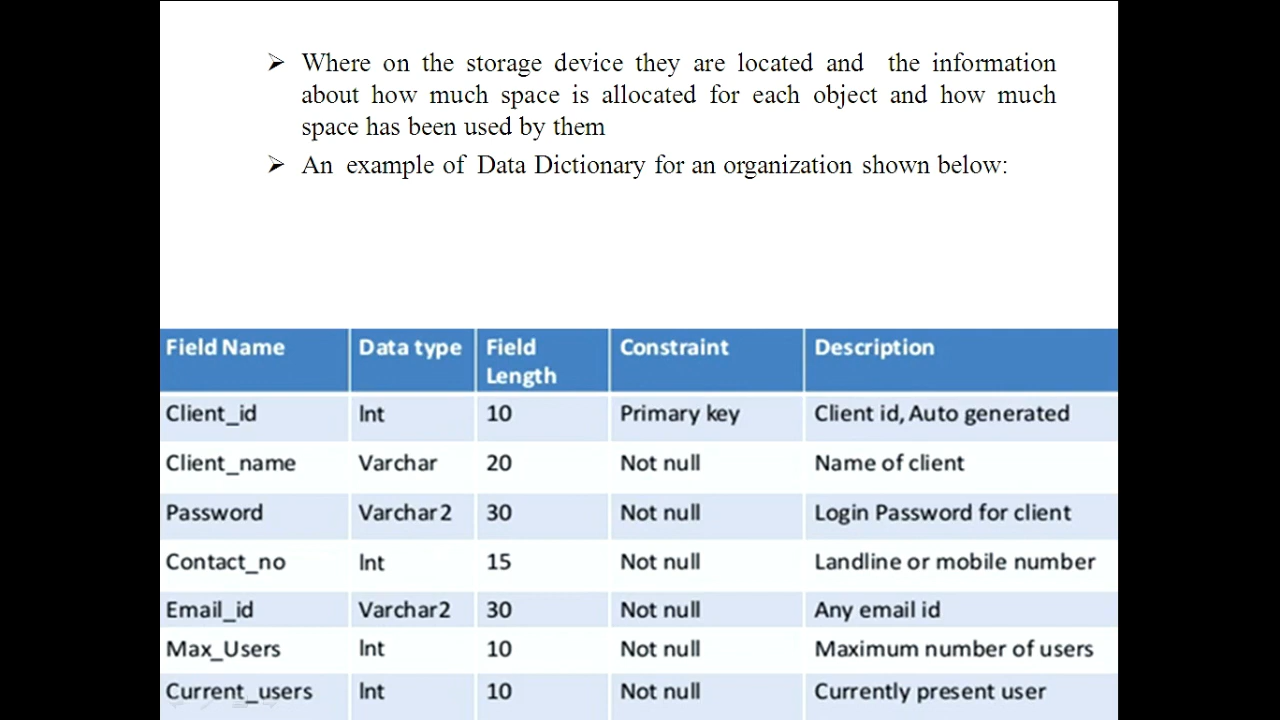 ➢ Where on the storage device they are located and the information
about how much space is allocated for each object and how much
space has been used by them
➢ An example of Data Dictionary for an organization shown below:
Field Name Data type Field Length Constraint Description
Client_id Int 10 Primary key Client id, Auto generated
Client_name Varchar 20 Not null Name of client
Password Varchar2 30 Not null Login Password for client
Contact_no Int 15 Not null Landline or mobile number
Email_id Varchar2 30 Not null Any email id
Max_Users Int 10 Not null Maximum number of users
Current_users Int 10 Not null Currently present user